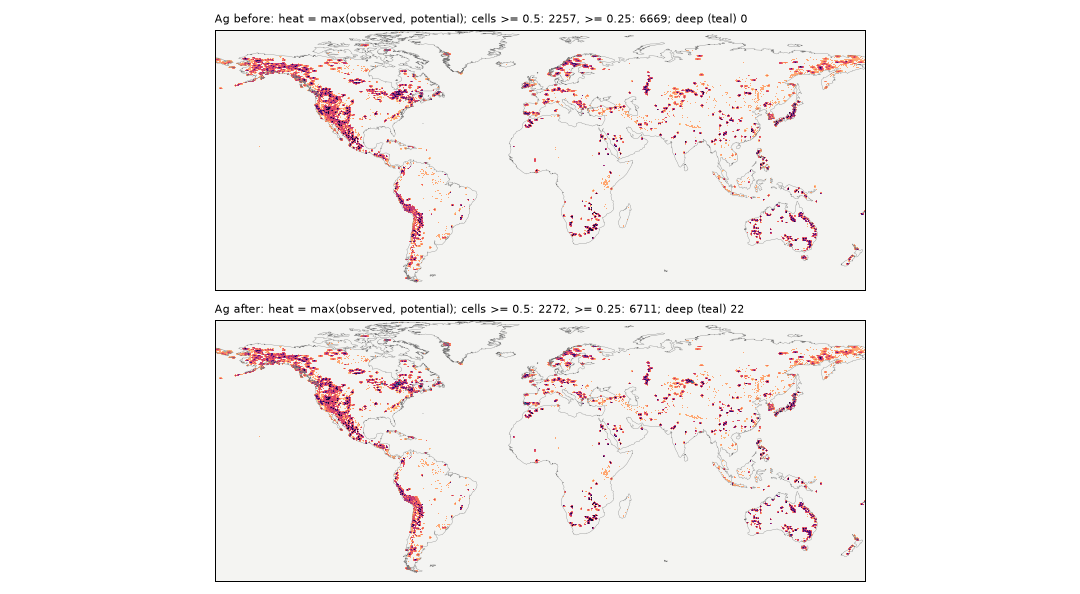 Ag before: heat = max(observed, potential); cells >= 0.5: 2257, >= 0.25: 6669; deep (teal) 0
Ag after: heat = max(observed, potential); cells >= 0.5: 2272, >= 0.25: 6711; deep (teal) 22